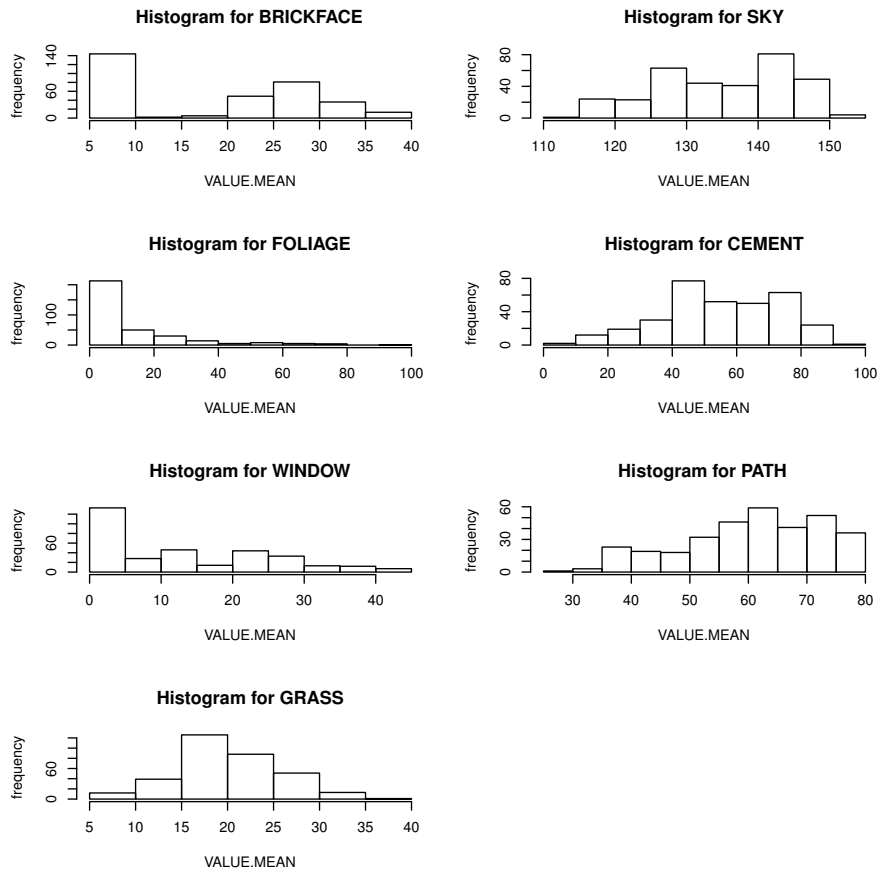 Histogram for BRICKFACE
frequency
0 60 140
5 10 15 20 25 30 35 40
VALUE.MEAN
Histogram for SKY
frequency
0 40 80
110 120 130 140 150
VALUE.MEAN
Histogram for FOLIAGE
frequency
0 100
0 20 40 60 80 100
VALUE.MEAN
Histogram for CEMENT
frequency
0 40 80
0 20 40 60 80 100
VALUE.MEAN
Histogram for WINDOW
frequency
0 60
0 10 20 30 40
VALUE.MEAN
Histogram for PATH
frequency
0 30 60
30 40 50 60 70 80
VALUE.MEAN
Histogram for GRASS
frequency
0 60
5 10 15 20 25 30 35 40
VALUE.MEAN